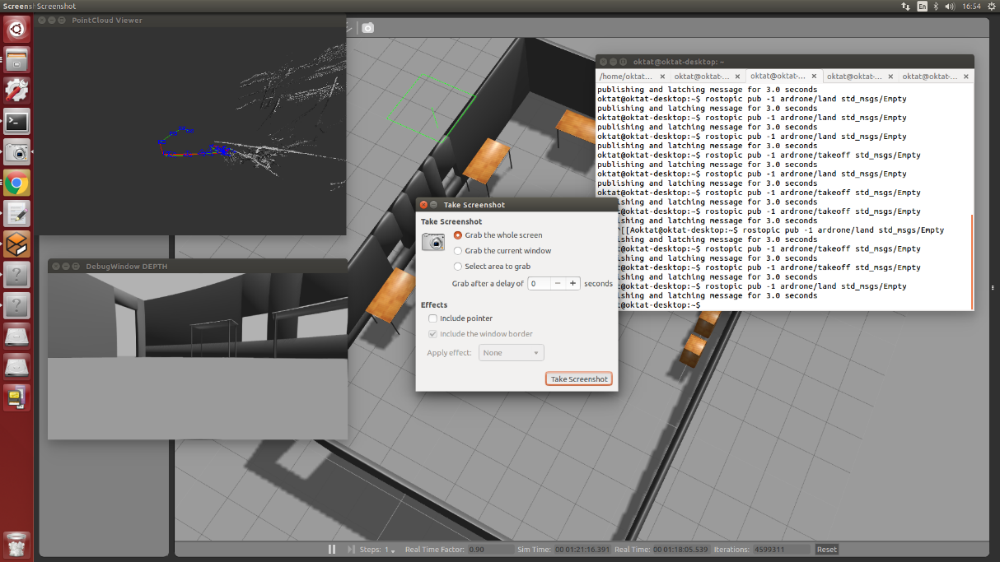 Screens Screenshot
En
16:54
PointCloud Viewer
oktat@oktat-desktop: ~
/home/oktat...
oktat@oktat-...
oktat@oktat-...
oktat@oktat-...
oktat@oktat-...
publishing and latching message for 3.0 seconds
oktat@oktat-desktop:~$ rostopic pub -1 ardrone/land std_msgs/Empty
publishing and latching message for 3.0 seconds
oktat@oktat-desktop:~$ rostopic pub -1 ardrone/takeoff std_msgs/Empty
publishing and latching message for 3.0 seconds
oktat@oktat-desktop:~$ rostopic pub -1 ardrone/land std_msgs/Empty
publishing and latching message for 3.0 seconds
oktat@oktat-desktop:~$ rostopic pub -1 ardrone/takeoff std_msgs/Empty
publishing and latching message for 3.0 seconds
oktat@oktat-desktop:~$ rostopic pub -1 ardrone/land std_msgs/Empty
publishing and latching message for 3.0 seconds
oktat@oktat-desktop:~$ rostopic pub -1 ardrone/takeoff std_msgs/Empty
ishing and latching message for 3.0 seconds
t@oktat-desktop:~$ rostopic pub -1 ardrone/land std_msgs/Empty
ishing and latching message for 3.0 seconds
^[[Aoktat@oktat-desktop:~$ rostopic pub -1 ardrone/land std_msgs/Empty
ishing and latching message for 3.0 seconds
t@oktat-desktop:~$ rostopic pub -1 ardrone/takeoff std_msgs/Empty
ishing and latching message for 3.0 seconds
t@oktat-desktop:~$ rostopic pub -1 ardrone/takeoff std_msgs/Empty
ishing and latching message for 3.0 seconds
t@oktat-desktop:~$ rostopic pub -1 ardrone/land std_msgs/Empty
ishing and latching message for 3.0 seconds
t@oktat-desktop:~$
Take Screenshot
Take Screenshot
Grab the whole screen
Grab the current window
Select area to grab
Grab after a delay of 0 − + seconds
Effects
Include pointer
Include the window border
Apply effect: None
Take Screenshot
DebugWindow DEPTH
Steps: 1 Real Time Factor: 0.90 Sim Time: 00 01:21:16.391 Real Time: 00 01:18:05.539 Iterations: 4599311 Reset